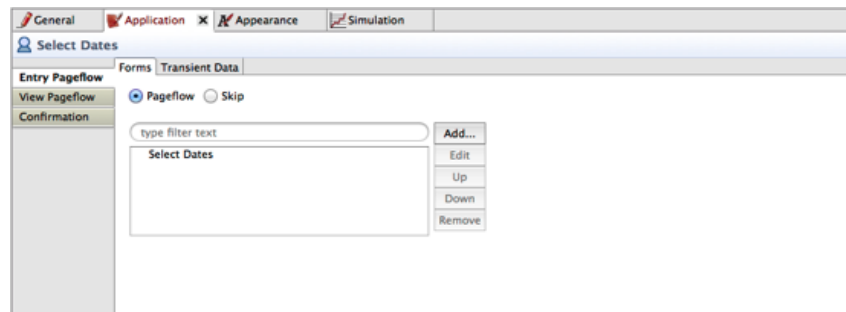 General Application Appearance Simulation
Select Dates
Forms Transient Data
Entry Pageflow
View Pageflow
Confirmation
Pageflow Skip
type filter text
Add...
Select Dates
Edit
Up
Down
Remove